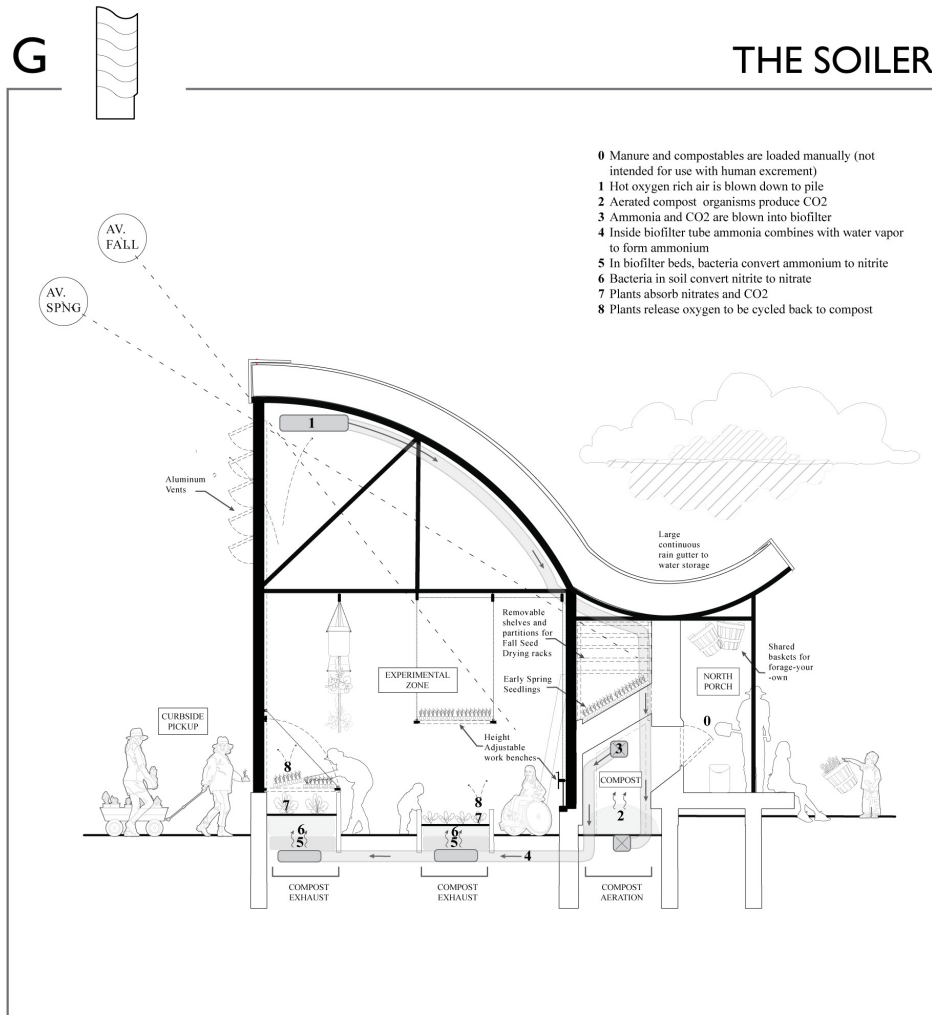 G
THE SOILER
0 Manure and compostables are loaded manually (not
intended for use with human excrement)
1 Hot oxygen rich air is blown down to pile
2 Aerated compost organisms produce CO2
3 Ammonia and CO2 are blown into biofilter
4 Inside biofilter tube ammonia combines with water vapor
to form ammonium
5 In biofilter beds, bacteria convert ammonium to nitrite
6 Bacteria in soil convert nitrite to nitrate
7 Plants absorb nitrates and CO2
8 Plants release oxygen to be cycled back to compost
AV.
FALL
AV.
SPNG
1
Aluminum
Vents
Large
continuous
rain gutter to
water storage
Removable
shelves and
partitions for
Fall Seed
Drying racks
Early Spring
Seedlings
EXPERIMENTAL
ZONE
Shared
baskets for
forage-your
-own
NORTH
PORCH
CURBSIDE
PICKUP
0
Height
Adjustable
work benches
3
COMPOST
8
8
7
7
2
6
5
6
5
4
COMPOST
EXHAUST
COMPOST
EXHAUST
COMPOST
AERATION